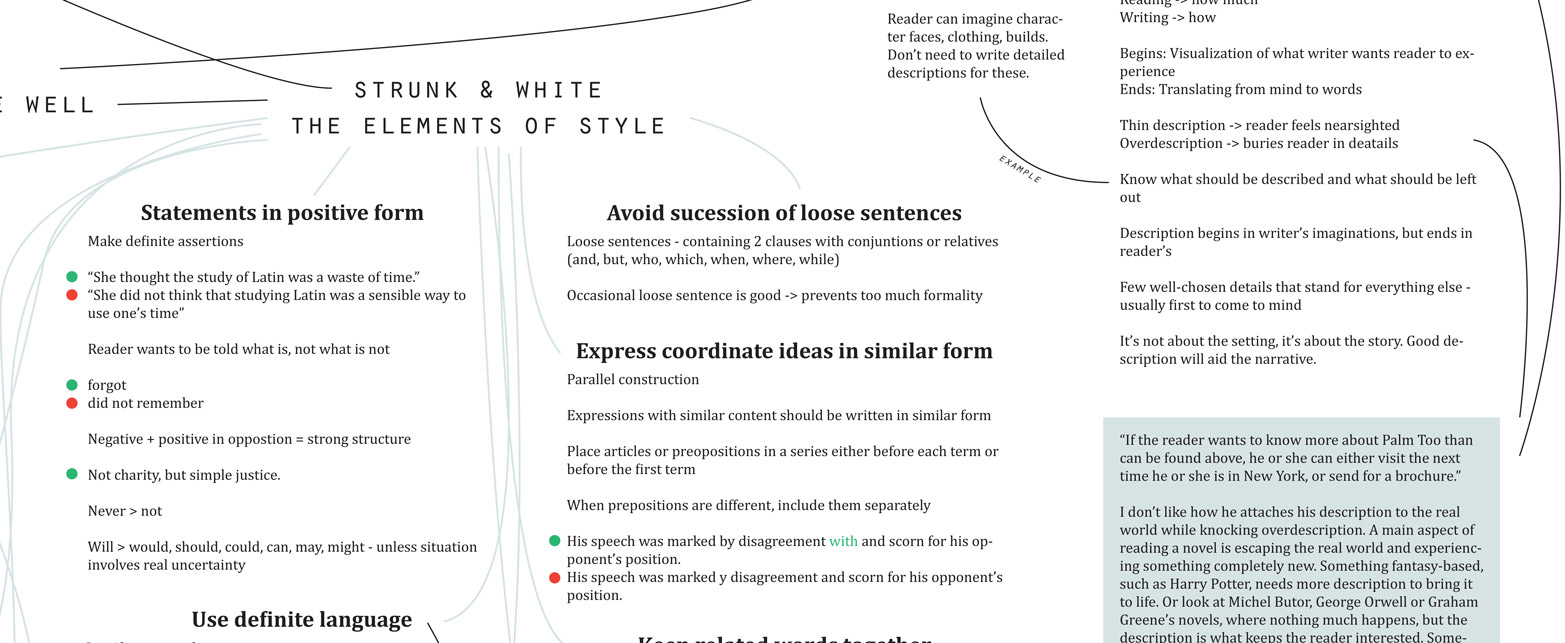 E WELL
STRUNK & WHITE
THE ELEMENTS OF STYLE
Statements in positive form
Make definite assertions
“She thought the study of Latin was a waste of time.”
“She did not think that studying Latin was a sensible way to
use one’s time”
Reader wants to be told what is, not what is not
forgot
did not remember
Negative + positive in oppostion = strong structure
Not charity, but simple justice.
Never > not
Will > would, should, could, can, may, might - unless situation
involves real uncertainty
Use definite language
Avoid sucession of loose sentences
Loose sentences - containing 2 clauses with conjuntions or relatives
(and, but, who, which, when, where, while)
Occasional loose sentence is good -> prevents too much formality
Express coordinate ideas in similar form
Parallel construction
Expressions with similar content should be written in similar form
Place articles or preopositions in a series either before each term or
before the first term
When prepositions are different, include them separately
His speech was marked by disagreement with and scorn for his op-
ponent’s position.
His speech was marked y disagreement and scorn for his opponent’s
position.
Keep related words together
Reader can imagine charac-
ter faces, clothing, builds.
Don’t need to write detailed
descriptions for these.
EXAMPLE
Reading -> how much
Writing -> how
Begins: Visualization of what writer wants reader to ex-
perience
Ends: Translating from mind to words
Thin description -> reader feels nearsighted
Overdescription -> buries reader in deatails
Know what should be described and what should be left
out
Description begins in writer’s imaginations, but ends in
reader’s
Few well-chosen details that stand for everything else -
usually first to come to mind
It’s not about the setting, it’s about the story. Good de-
scription will aid the narrative.
“If the reader wants to know more about Palm Too than
can be found above, he or she can either visit the next
time he or she is in New York, or send for a brochure.”
I don’t like how he attaches his description to the real
world while knocking overdescription. A main aspect of
reading a novel is escaping the real world and experienc-
ing something completely new. Something fantasy-based,
such as Harry Potter, needs more description to bring it
to life. Or look at Michel Butor, George Orwell or Graham
Greene’s novels, where nothing much happens, but the
description is what keeps the reader interested. Some-